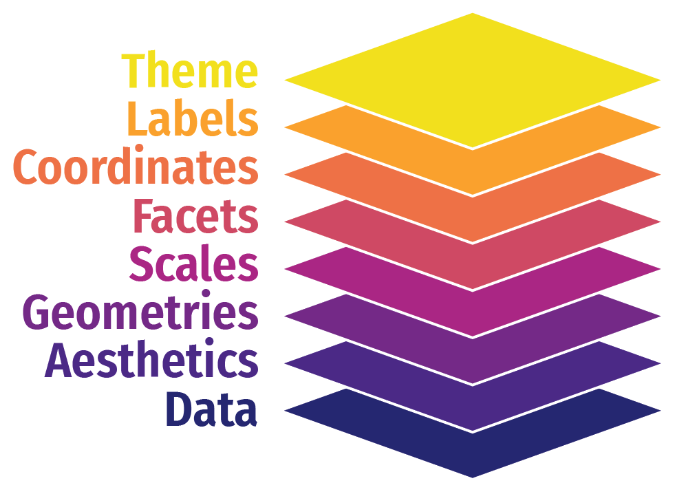 Theme
Labels
Coordinates
Facets
Scales
Geometries
Aesthetics
Data